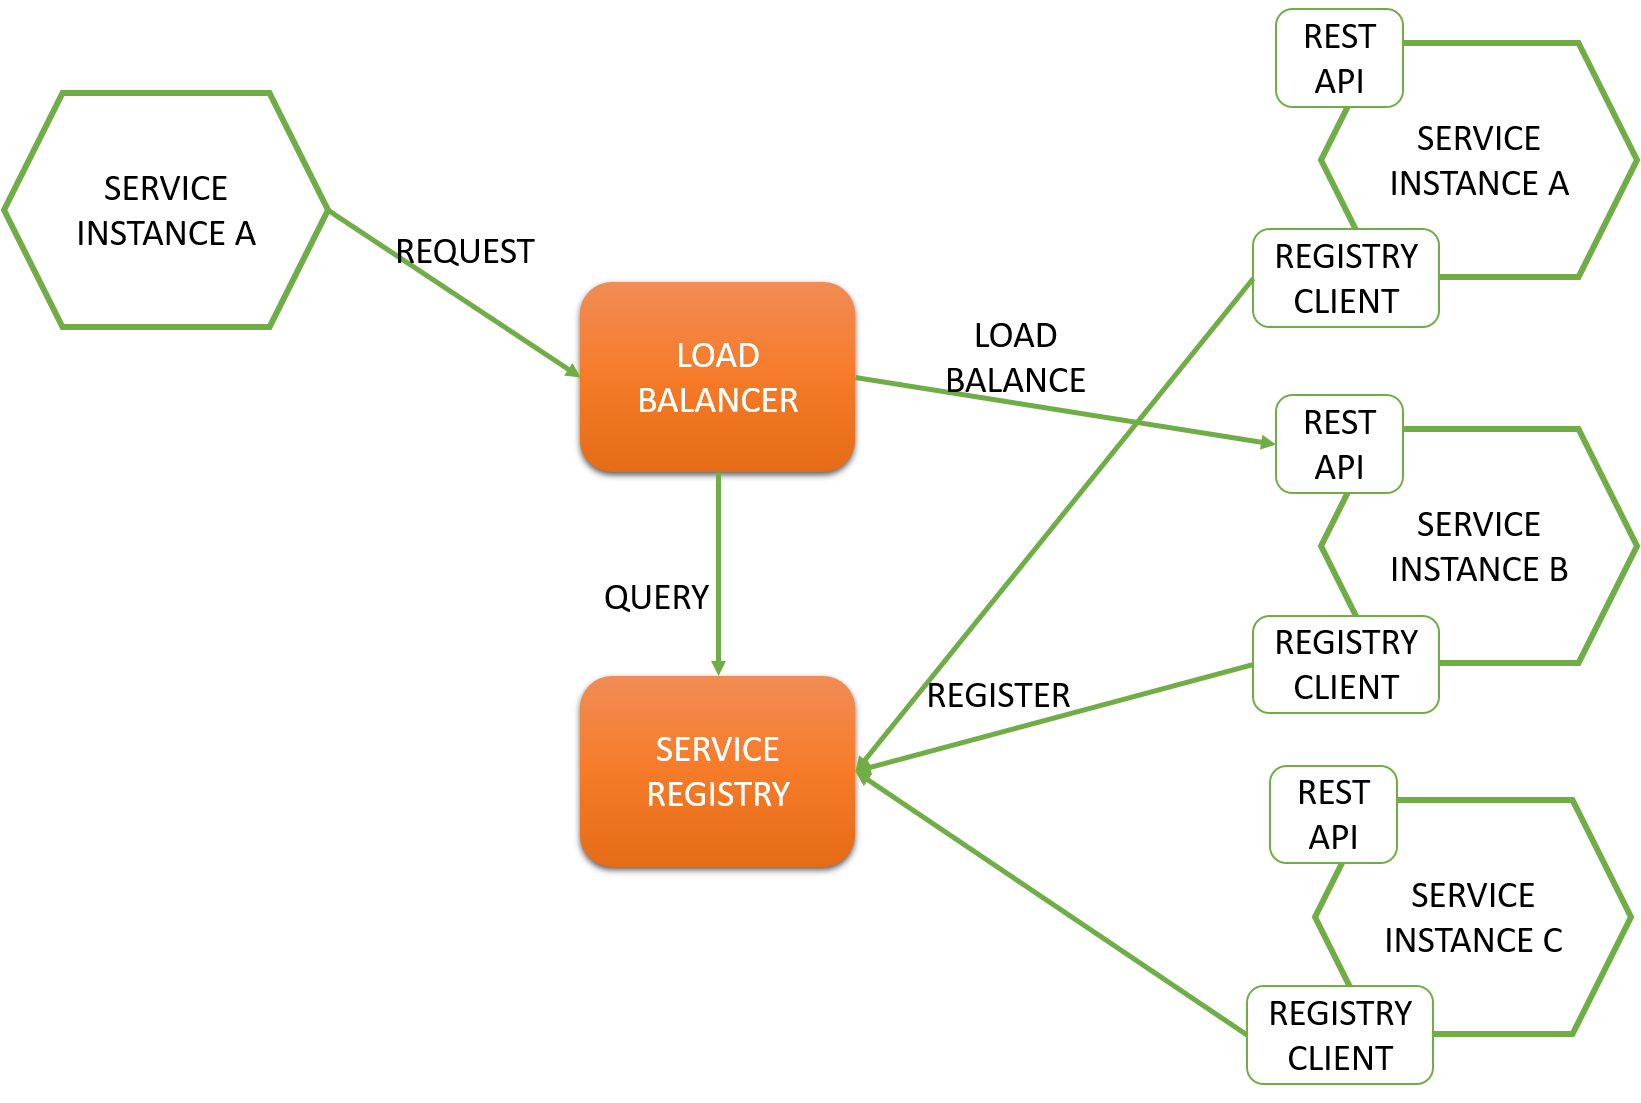 SERVICE
INSTANCE A
REQUEST
LOAD
BALANCER
LOAD
BALANCE
QUERY
SERVICE
REGISTRY
REGISTER
REST
API
SERVICE
INSTANCE A
REGISTRY
CLIENT
REST
API
SERVICE
INSTANCE B
REGISTRY
CLIENT
REST
API
SERVICE
INSTANCE C
REGISTRY
CLIENT